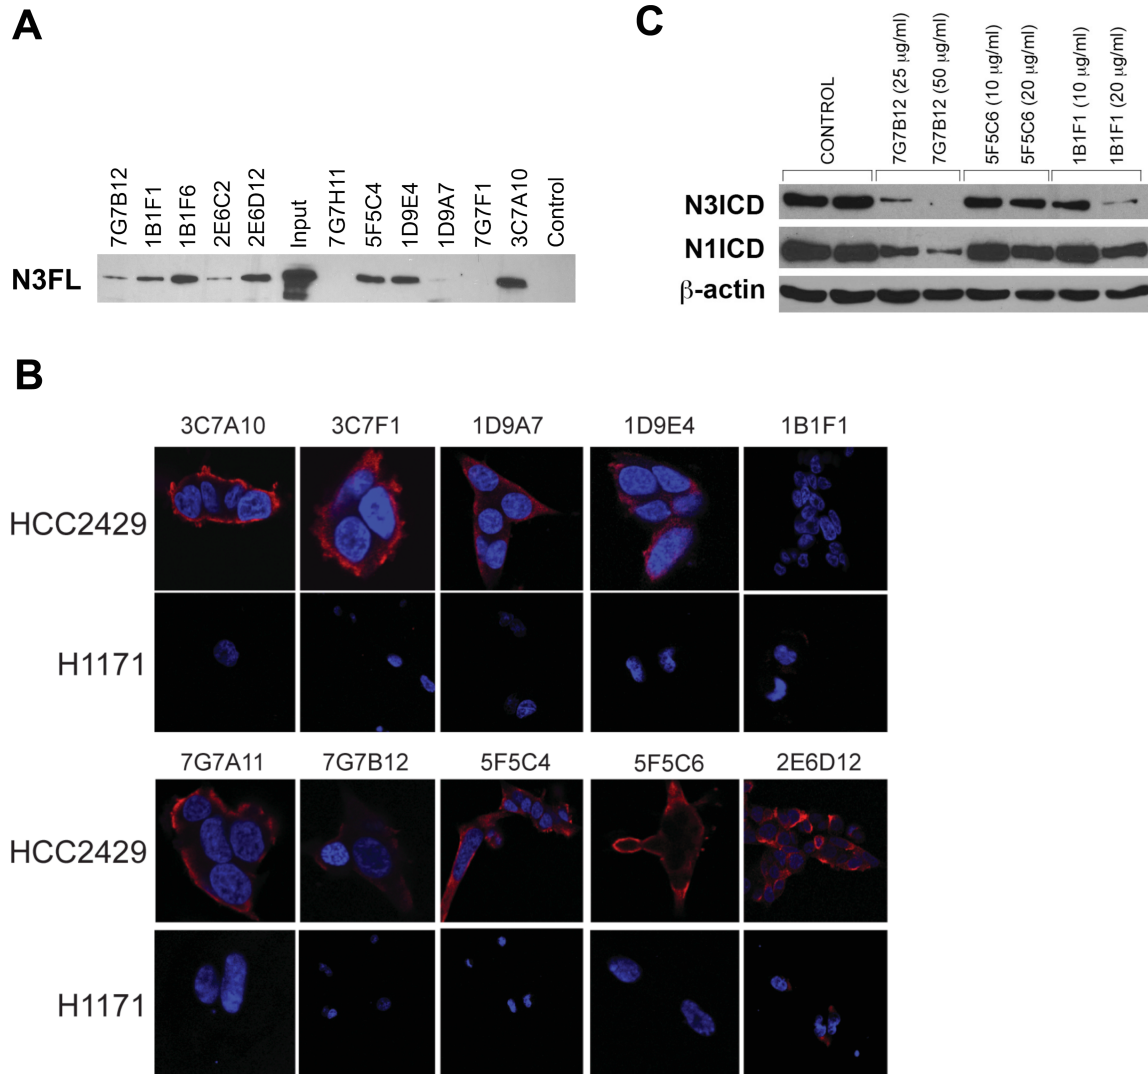 A
7G7B12
1B1F1
1B1F6
2E6C2
2E6D12
Input
7G7H11
5F5C4
1D9E4
1D9A7
7G7F1
3C7A10
Control
N3FL
C
CONTROL
7G7B12 (25 µg/ml)
7G7B12 (50 µg/ml)
5F5C6 (10 µg/ml)
5F5C6 (20 µg/ml)
1B1F1 (10 µg/ml)
1B1F1 (20 µg/ml)
N3ICD
N1ICD
β-actin
B
3C7A10 3C7F1 1D9A7 1D9E4 1B1F1
HCC2429
H1171
7G7A11 7G7B12 5F5C4 5F5C6 2E6D12
HCC2429
H1171